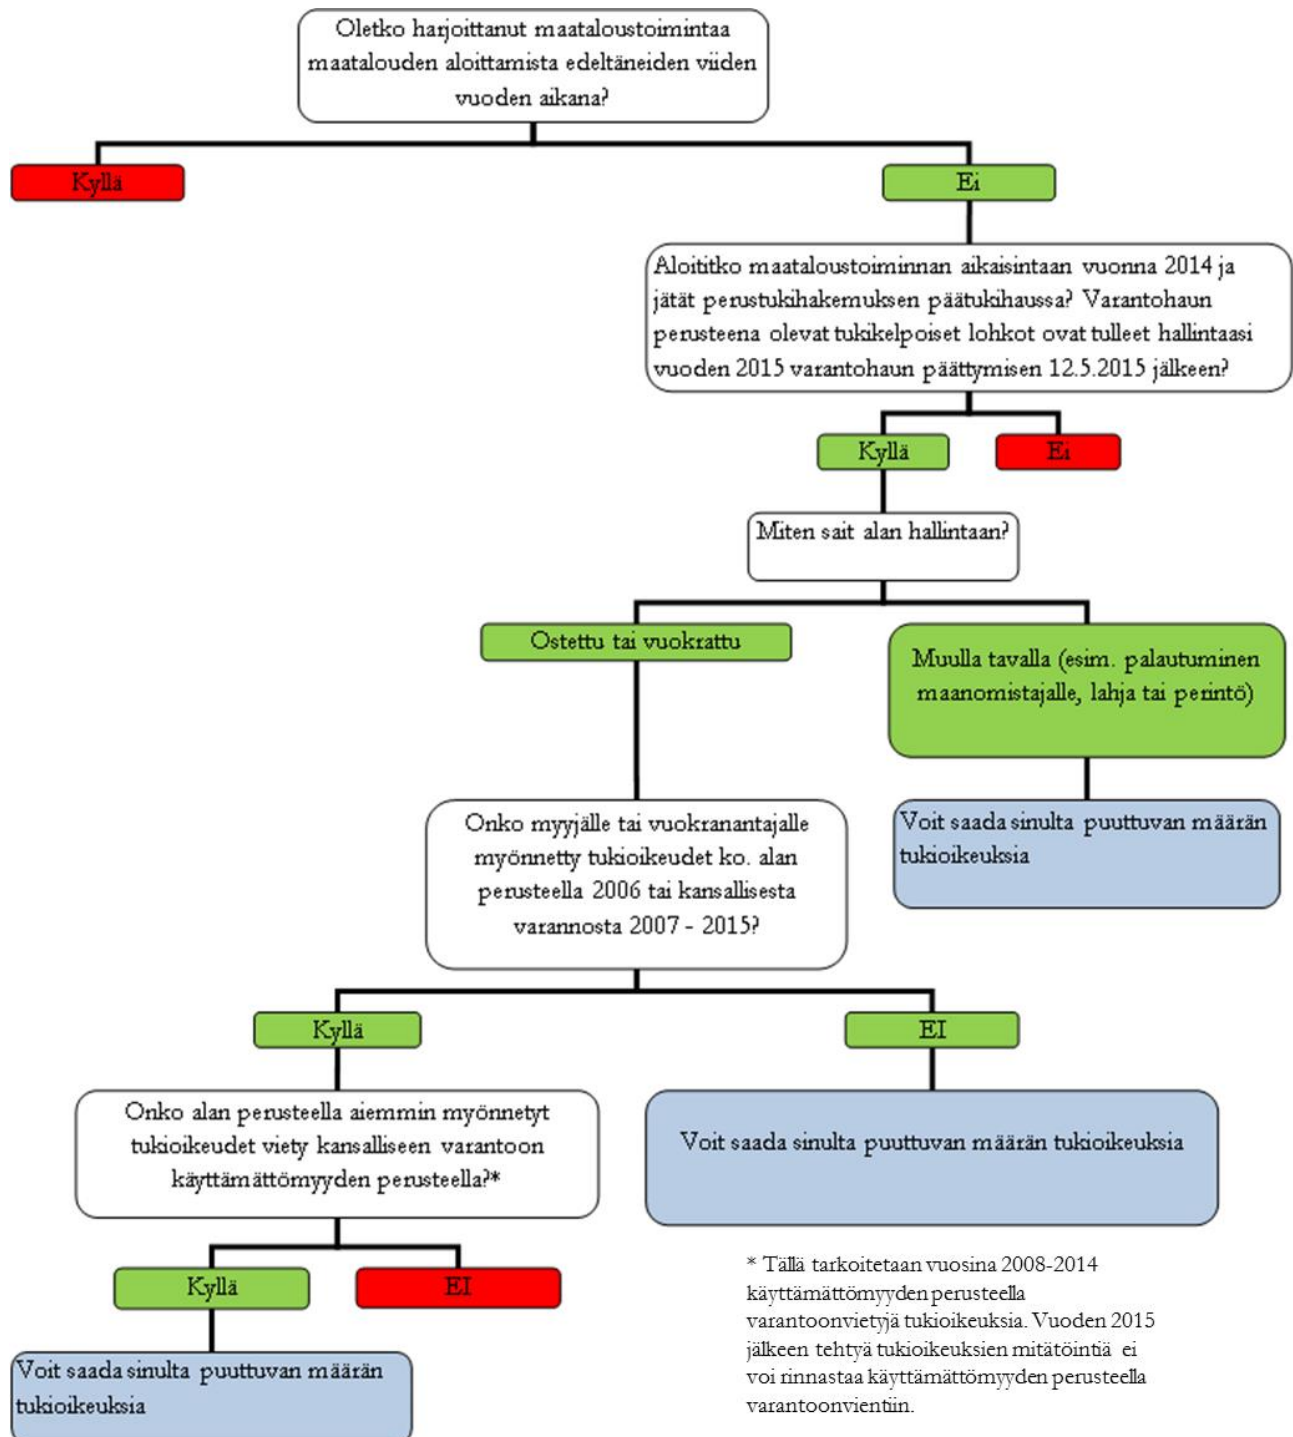 Oletko harjoittanut maataloustoimintaa
maatalouden aloittamista edeltäneiden viiden
vuoden aikana?
Kyllä
Ei
Aloititko maataloustoiminnan aikaisintaan vuonna 2014 ja
jätät perustukihakemuksen päätukihaussa? Varantohaun
perusteena olevat tukikelpoiset lohkot ovat tulleet hallintaasi
vuoden 2015 varantohaun päättymisen 12.5.2015 jälkeen?
Kyllä
Ei
Miten sait alan hallintaan?
Ostettu tai vuokrattu
Muulla tavalla (esim. palautuminen
maanomistajalle, lahja tai perintö)
Voit saada sinulta puuttuvan määrän
tukioikeuksia
Onko myyjälle tai vuokranantajalle
myönnetty tukioikeudet ko. alan
perusteella 2006 tai kansallisesta
varannosta 2007 - 2015?
Kyllä
EI
Onko alan perusteella aiemmin myönnetyt
tukioikeudet viety kansalliseen varantoon
käyttämättömyyden perusteella?*
Voit saada sinulta puuttuvan määrän tukioikeuksia
Kyllä
EI
Voit saada sinulta puuttuvan määrän
tukioikeuksia
* Tällä tarkoitetaan vuosina 2008-2014
käyttämättömyyden perusteella
varantoonvietyjä tukioikeuksia. Vuoden 2015
jälkeen tehtyä tukioikeuksien mitätöintiä ei
voi rinnastaa käyttämättömyyden perusteella
varantoonvientiin.